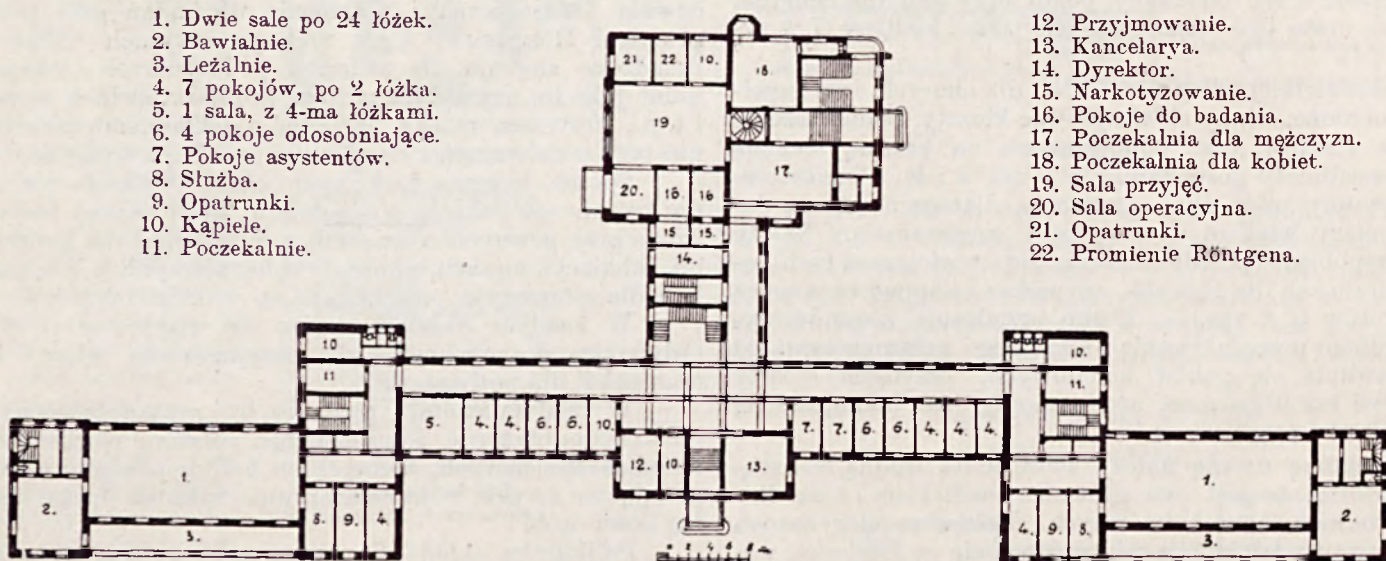 1. Dwie sale po 24 łóżek.
2. Bawialnie.
3. Leżalnie.
4. 7 pokojów, po 2 łóżka.
5. 1 sala, z 4-ma łóżkami.
6. 4 pokoje odosobniające.
7. Pokoje asystentów.
8. Służba.
9. Opatrunki.
10. Kąpiele.
11. Poczekalnie.
12. Przyjmowanie.
13. Kancelarya.
14. Dyrektor.
15. Narkotyzowanie.
16. Pokoje do badania.
17. Poczekalnia dla mężczyzn.
18. Poczekalnia dla kobiet.
19. Sala przyjęć.
20. Sala operacyjna.
21. Opatrunki.
22. Promienie Röntgena.
21. 22. 10. 18.
19.
20. 16. 16. 17.
15. 15.
14.
10. 10.
11. 11.
5. 4. 4. 6. 6. 10. 7. 7. 6. 6. 4. 4. 4.
12. 10. 13.
1. 1.
2. 8. 9. 4. 4. 9. 8. 2.
3. 3.